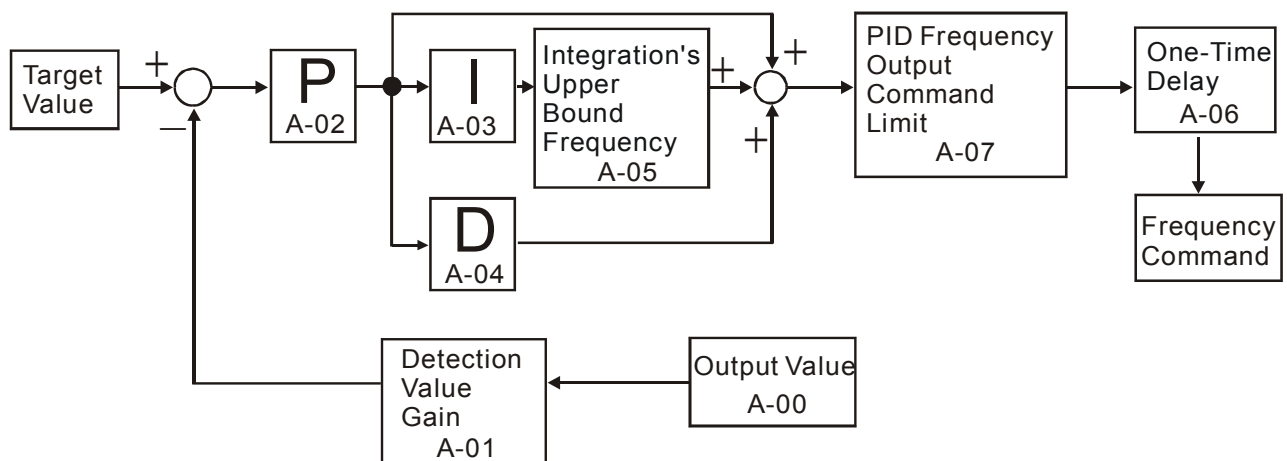 Target
Value
+
−
P
A-02
I
A-03
Integration's
Upper
Bound
Frequency
A-05
D
A-04
+
+
+
PID Frequency
Output
Command
Limit
A-07
One-Time
Delay
A-06
Frequency
Command
Detection
Value
Gain
A-01
Output Value
A-00